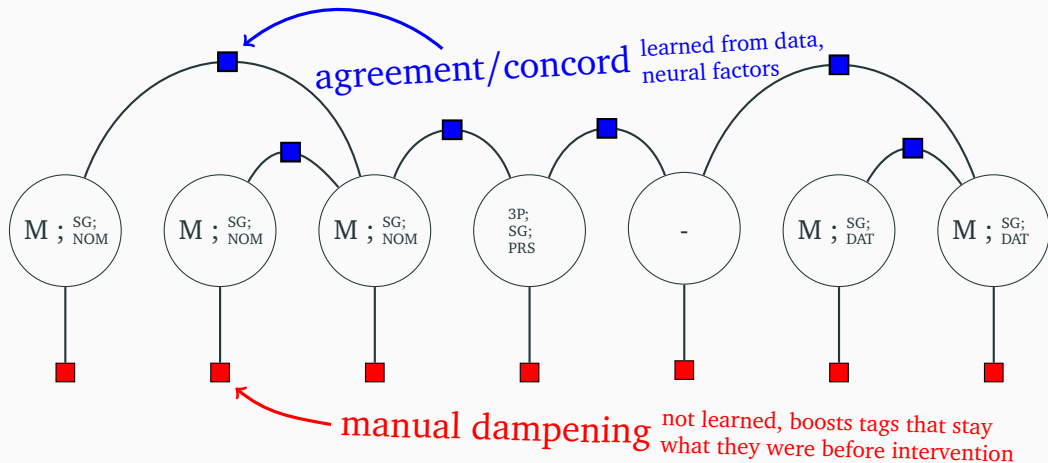 agreement/concord learned from data,
neural factors
M ; SG;
NOM
M ; SG;
NOM
M ; SG;
NOM
3P;
SG;
PRS
-
M ; SG;
DAT
M ; SG;
DAT
manual dampening not learned, boosts tags that stay
what they were before intervention